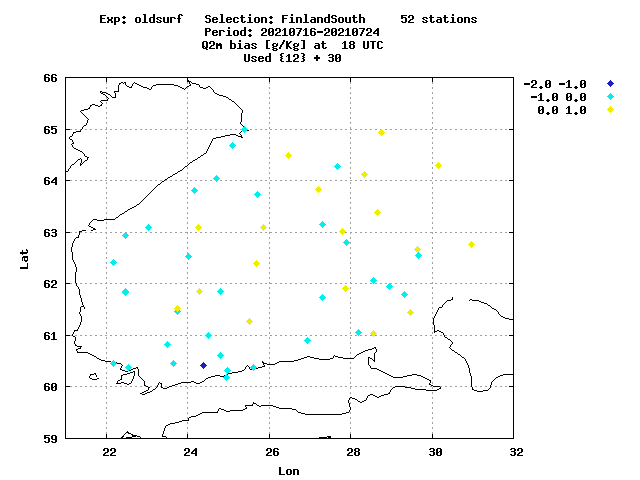 Exp: oldsurf   Selection: FinlandSouth     52 stations
Period: 20210716-20210724
Q2m bias [g/Kg] at  18 UTC
Used {12} + 30
-2.0 -1.0
-1.0 0.0
0.0 1.0
66
65
64
63
62
61
60
59
Lat
22
24
26
28
30
32
Lon